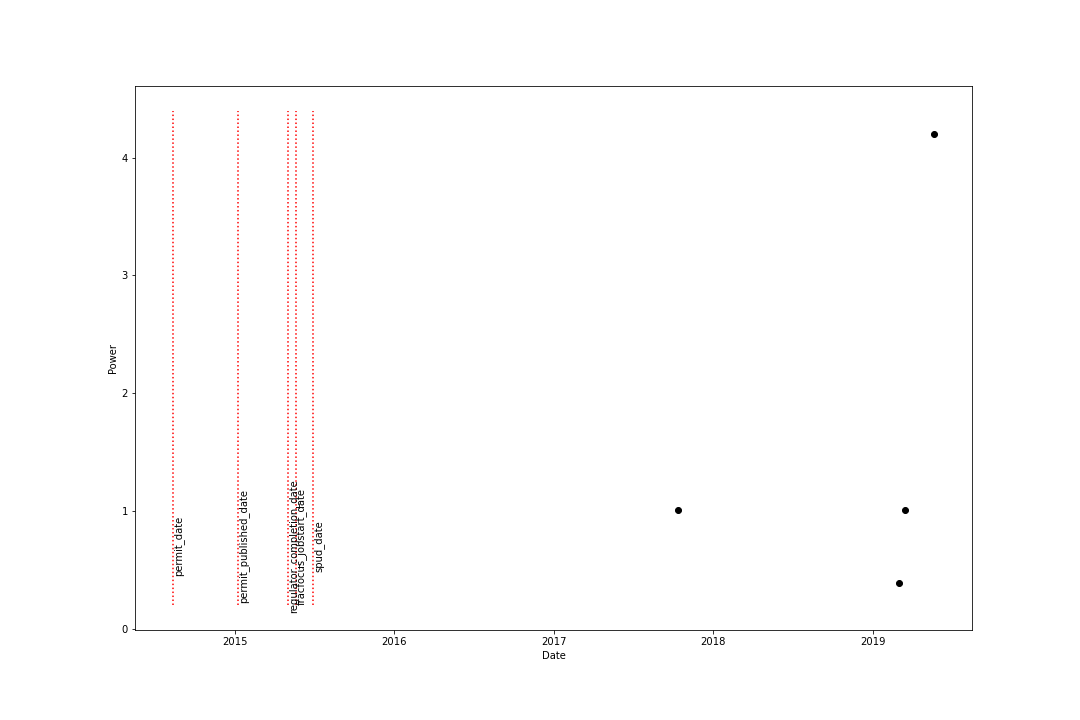 4
3
Power
2
1
0
permit_date
permit_published_date
regulator_completion_date
fracfocus_jobstart_date
spud_date
2015
2016
2017
2018
2019
Date